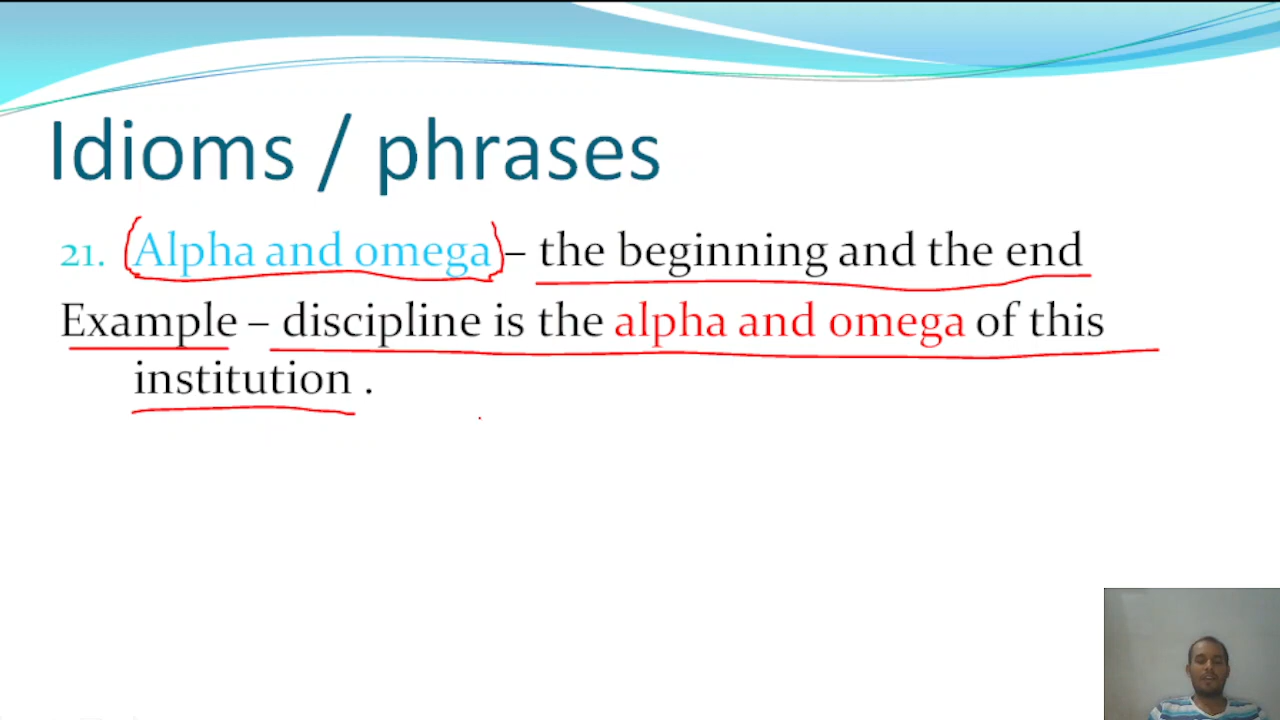 Idioms / phrases
21. Alpha and omega – the beginning and the end
Example – discipline is the alpha and omega of this
institution .